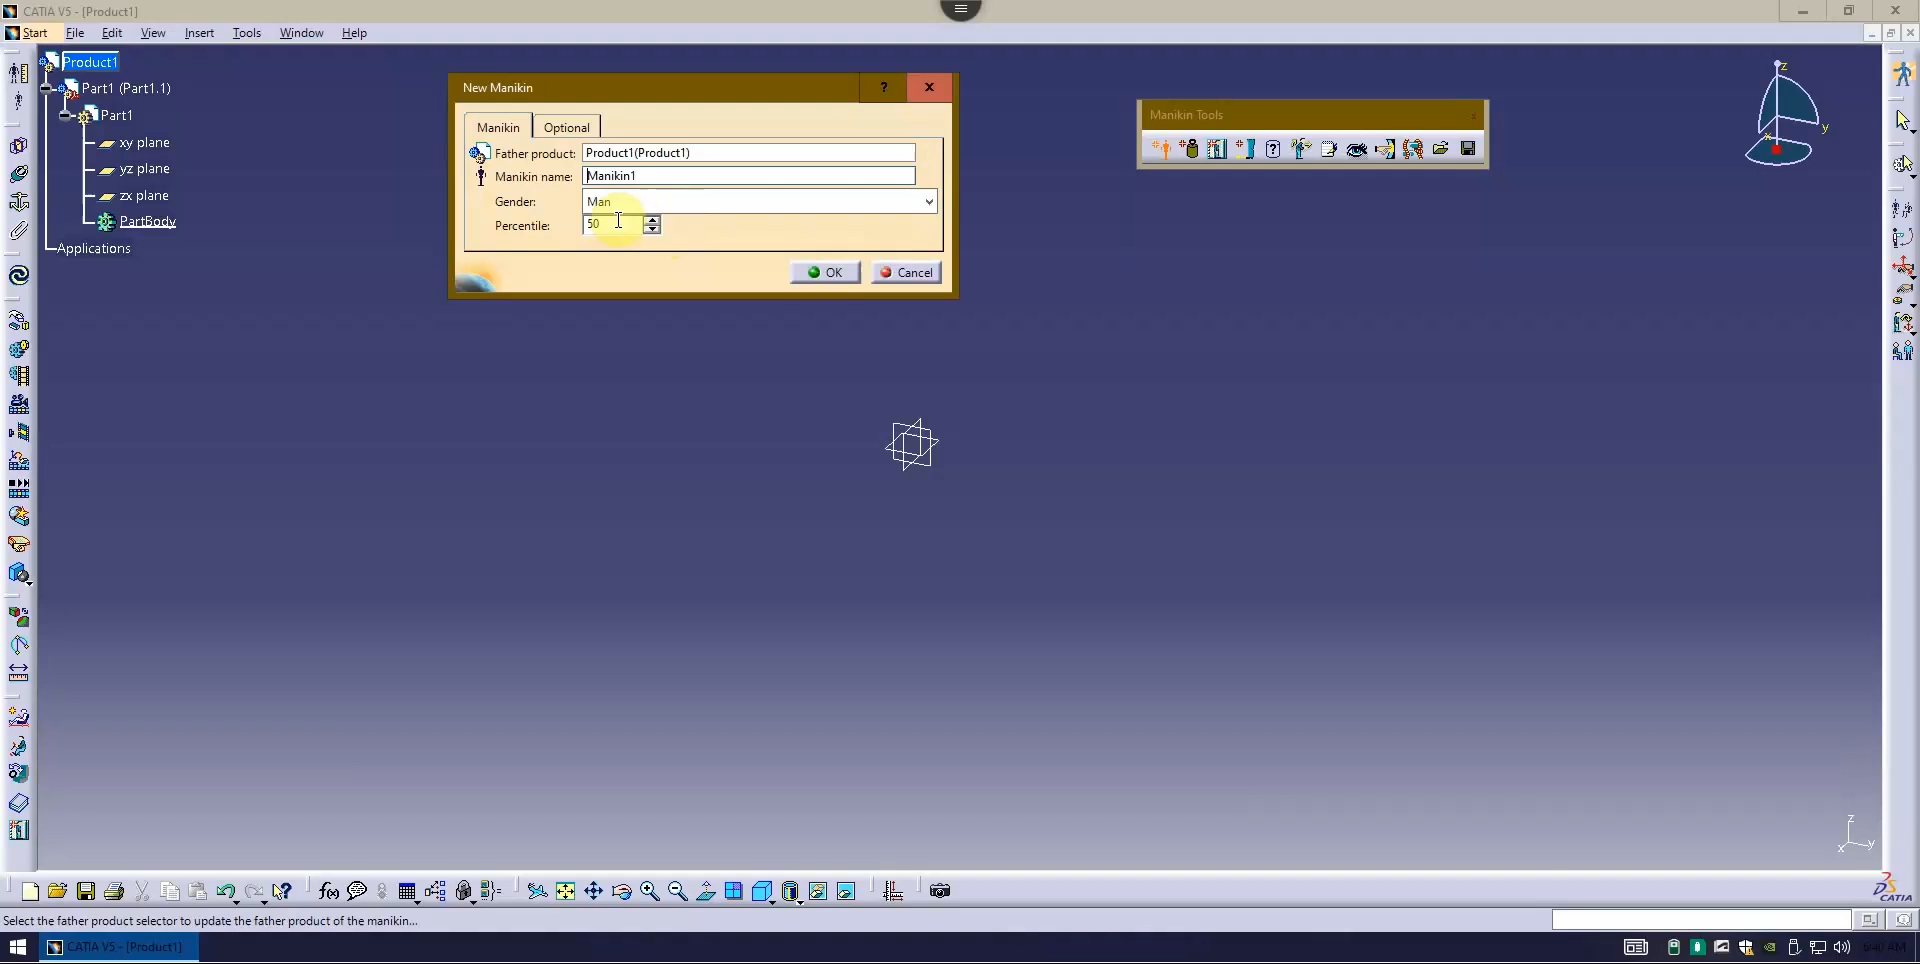 CATIA V5 - [Product1]
Start File Edit View Insert Tools Window Help
Product1
Part1 (Part1.1)
Part1
xy plane
yz plane
zx plane
PartBody
Applications
New Manikin
?
Manikin Optional
Father product: Product1(Product1)
Manikin name: Manikin1
Gender: Man
Percentile: 50
OK Cancel
Manikin Tools
z
y
x
z
x y
f(x)
CATIA
Select the father product selector to update the father product of the manikin...
CATIA V5 - [Product1]